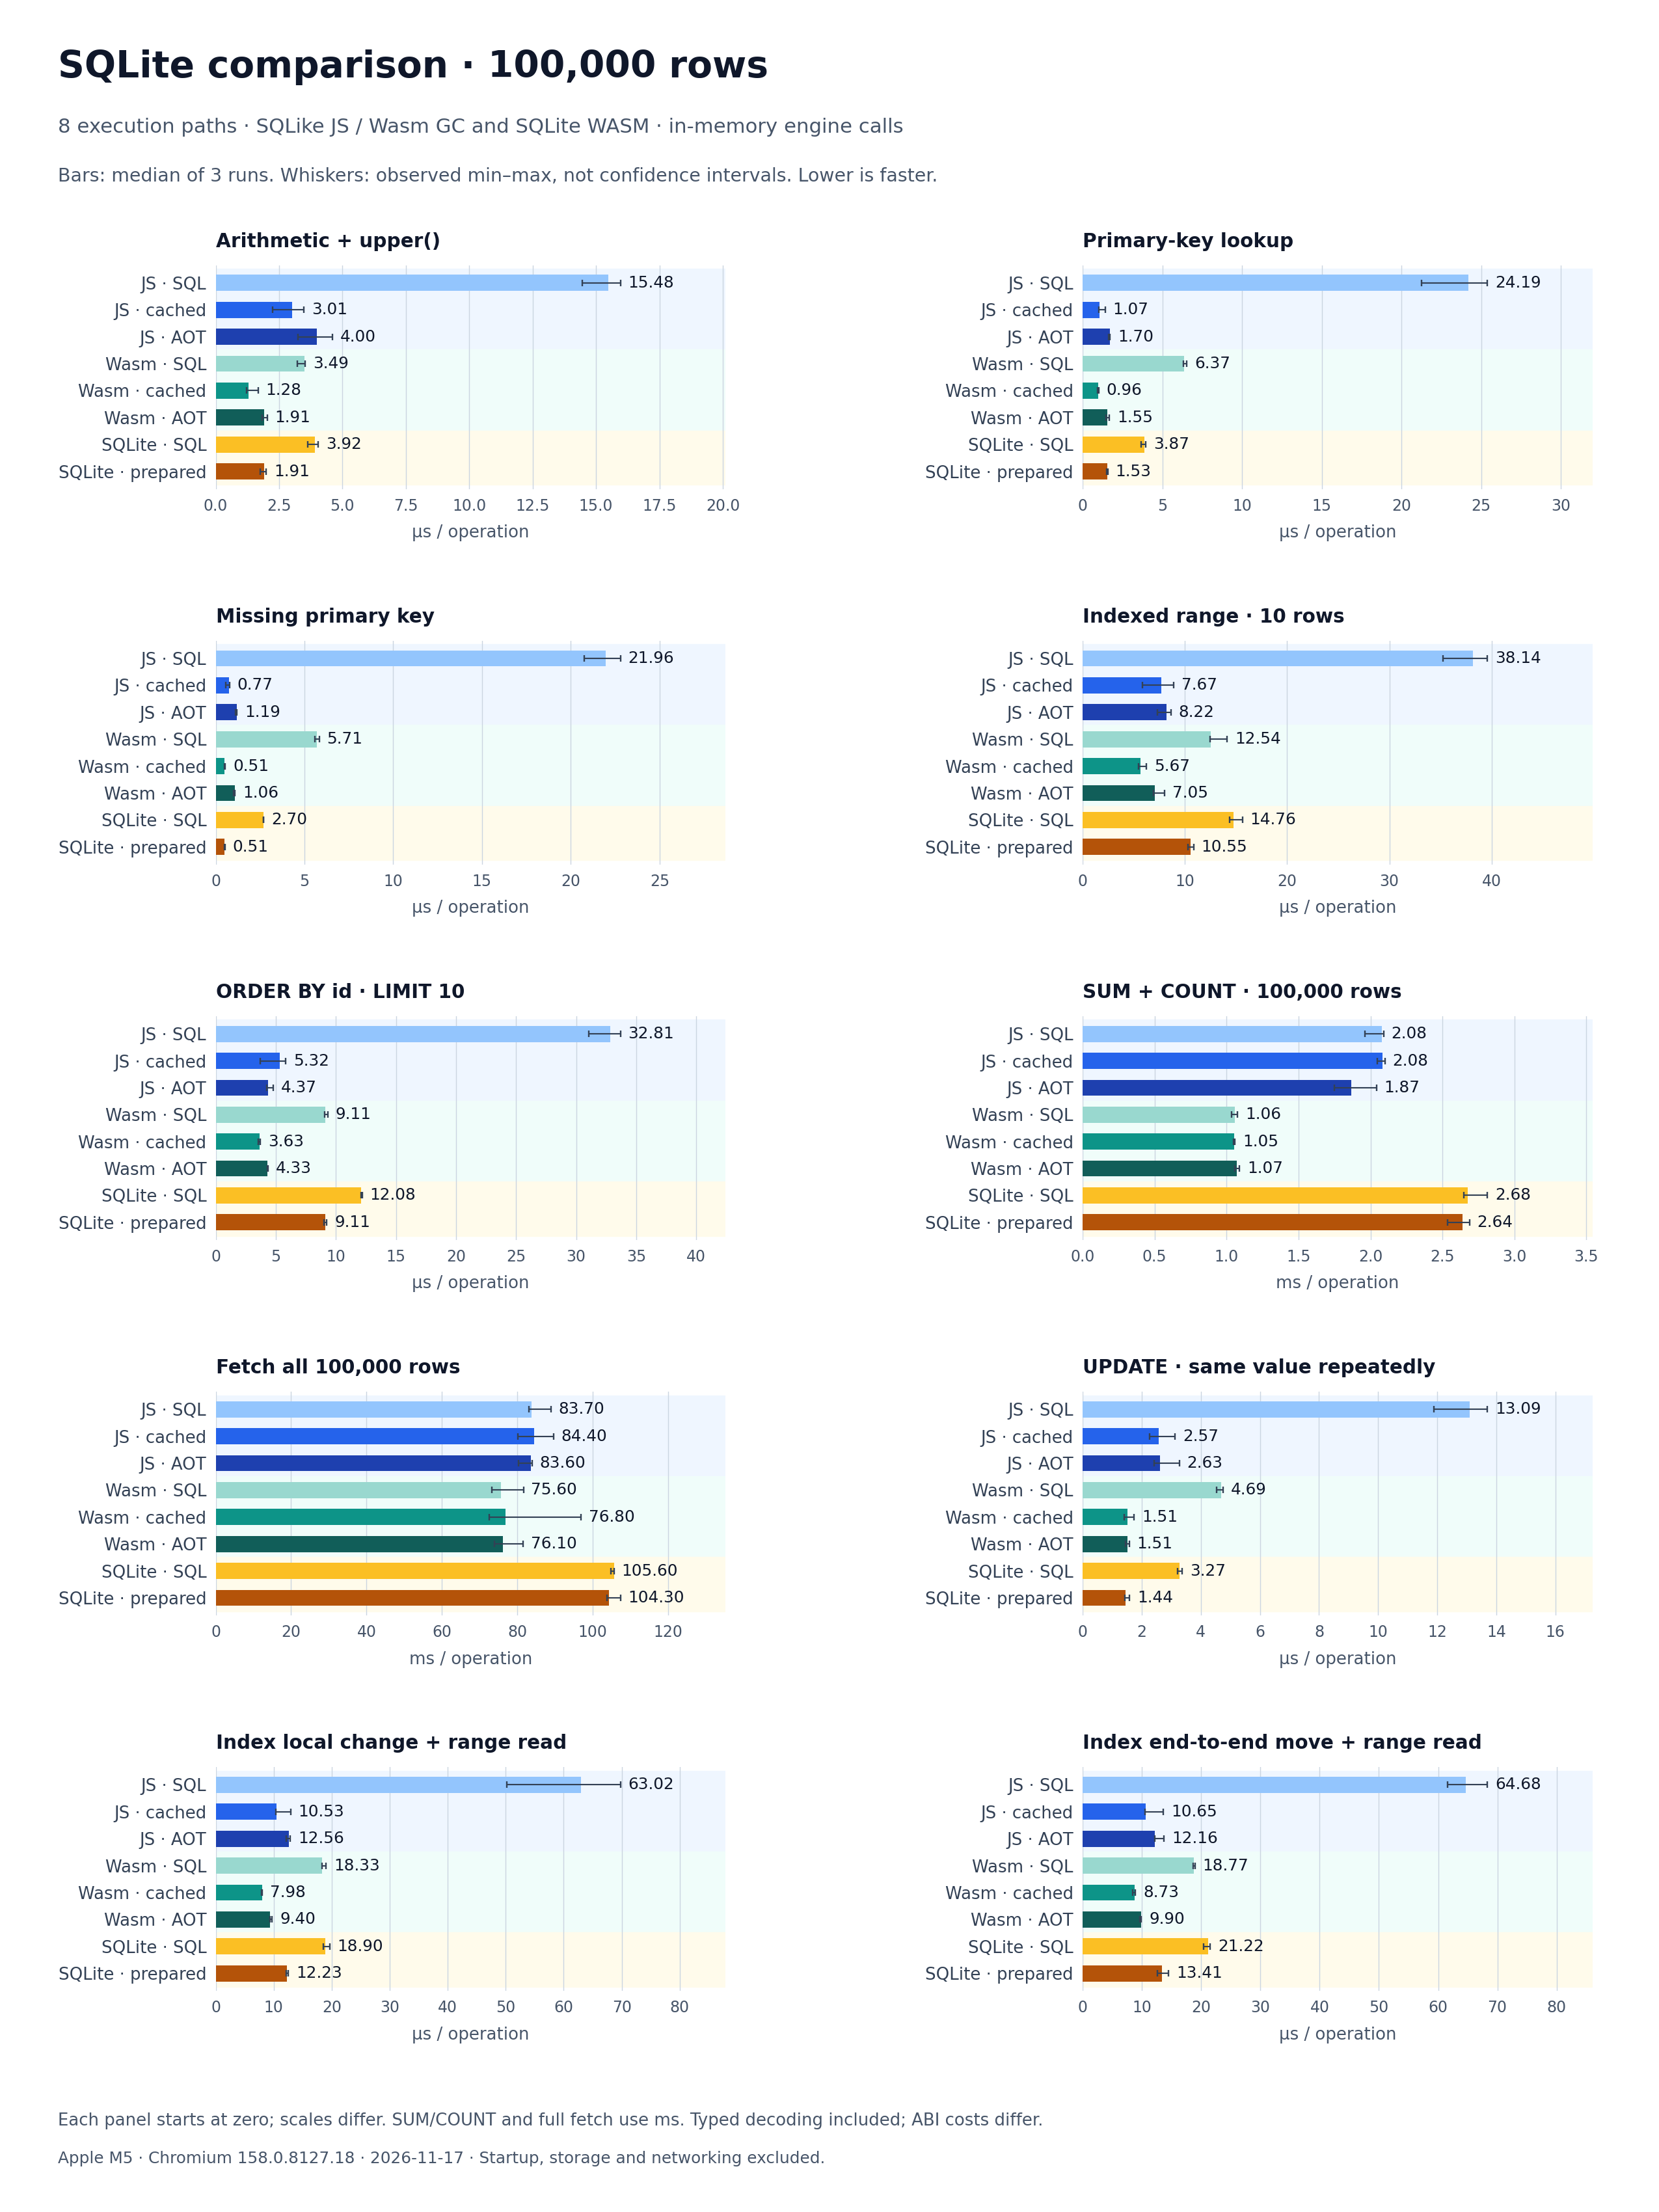 SQLite comparison · 100,000 rows
8 execution paths · SQLike JS / Wasm GC and SQLite WASM · in-memory engine calls
Bars: median of 3 runs. Whiskers: observed min–max, not confidence intervals. Lower is faster.
Arithmetic + upper()
JS · SQL 15.48
JS · cached 3.01
JS · AOT 4.00
Wasm · SQL 3.49
Wasm · cached 1.28
Wasm · AOT 1.91
SQLite · SQL 3.92
SQLite · prepared 1.91
0.0 2.5 5.0 7.5 10.0 12.5 15.0 17.5 20.0
µs / operation
Primary-key lookup
JS · SQL 24.19
JS · cached 1.07
JS · AOT 1.70
Wasm · SQL 6.37
Wasm · cached 0.96
Wasm · AOT 1.55
SQLite · SQL 3.87
SQLite · prepared 1.53
0 5 10 15 20 25 30
µs / operation
Missing primary key
JS · SQL 21.96
JS · cached 0.77
JS · AOT 1.19
Wasm · SQL 5.71
Wasm · cached 0.51
Wasm · AOT 1.06
SQLite · SQL 2.70
SQLite · prepared 0.51
0 5 10 15 20 25
µs / operation
Indexed range · 10 rows
JS · SQL 38.14
JS · cached 7.67
JS · AOT 8.22
Wasm · SQL 12.54
Wasm · cached 5.67
Wasm · AOT 7.05
SQLite · SQL 14.76
SQLite · prepared 10.55
0 10 20 30 40
µs / operation
ORDER BY id · LIMIT 10
JS · SQL 32.81
JS · cached 5.32
JS · AOT 4.37
Wasm · SQL 9.11
Wasm · cached 3.63
Wasm · AOT 4.33
SQLite · SQL 12.08
SQLite · prepared 9.11
0 5 10 15 20 25 30 35 40
µs / operation
SUM + COUNT · 100,000 rows
JS · SQL 2.08
JS · cached 2.08
JS · AOT 1.87
Wasm · SQL 1.06
Wasm · cached 1.05
Wasm · AOT 1.07
SQLite · SQL 2.68
SQLite · prepared 2.64
0.0 0.5 1.0 1.5 2.0 2.5 3.0 3.5
ms / operation
Fetch all 100,000 rows
JS · SQL 83.70
JS · cached 84.40
JS · AOT 83.60
Wasm · SQL 75.60
Wasm · cached 76.80
Wasm · AOT 76.10
SQLite · SQL 105.60
SQLite · prepared 104.30
0 20 40 60 80 100 120
ms / operation
UPDATE · same value repeatedly
JS · SQL 13.09
JS · cached 2.57
JS · AOT 2.63
Wasm · SQL 4.69
Wasm · cached 1.51
Wasm · AOT 1.51
SQLite · SQL 3.27
SQLite · prepared 1.44
0 2 4 6 8 10 12 14 16
µs / operation
Index local change + range read
JS · SQL 63.02
JS · cached 10.53
JS · AOT 12.56
Wasm · SQL 18.33
Wasm · cached 7.98
Wasm · AOT 9.40
SQLite · SQL 18.90
SQLite · prepared 12.23
0 10 20 30 40 50 60 70 80
µs / operation
Index end-to-end move + range read
JS · SQL 64.68
JS · cached 10.65
JS · AOT 12.16
Wasm · SQL 18.77
Wasm · cached 8.73
Wasm · AOT 9.90
SQLite · SQL 21.22
SQLite · prepared 13.41
0 10 20 30 40 50 60 70 80
µs / operation
Each panel starts at zero; scales differ. SUM/COUNT and full fetch use ms. Typed decoding included; ABI costs differ.
Apple M5 · Chromium 158.0.8127.18 · 2026-11-17 · Startup, storage and networking excluded.